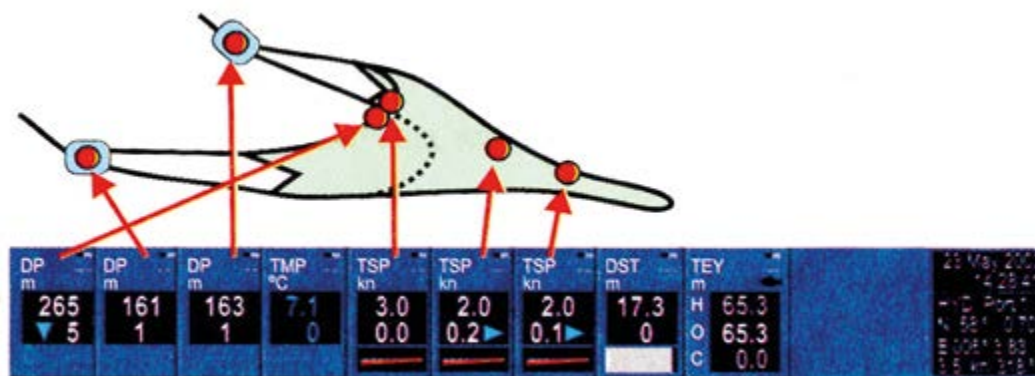 DP DP DP TMP TSP TSP TSP DST TEY
m m m ºC kn kn kn m m
265 161 163 7.1 3.0 2.0 2.0 17.3 H 65.3
5 1 1 0 0.0 0.2 0.1 0 O 65.3
C 0.0